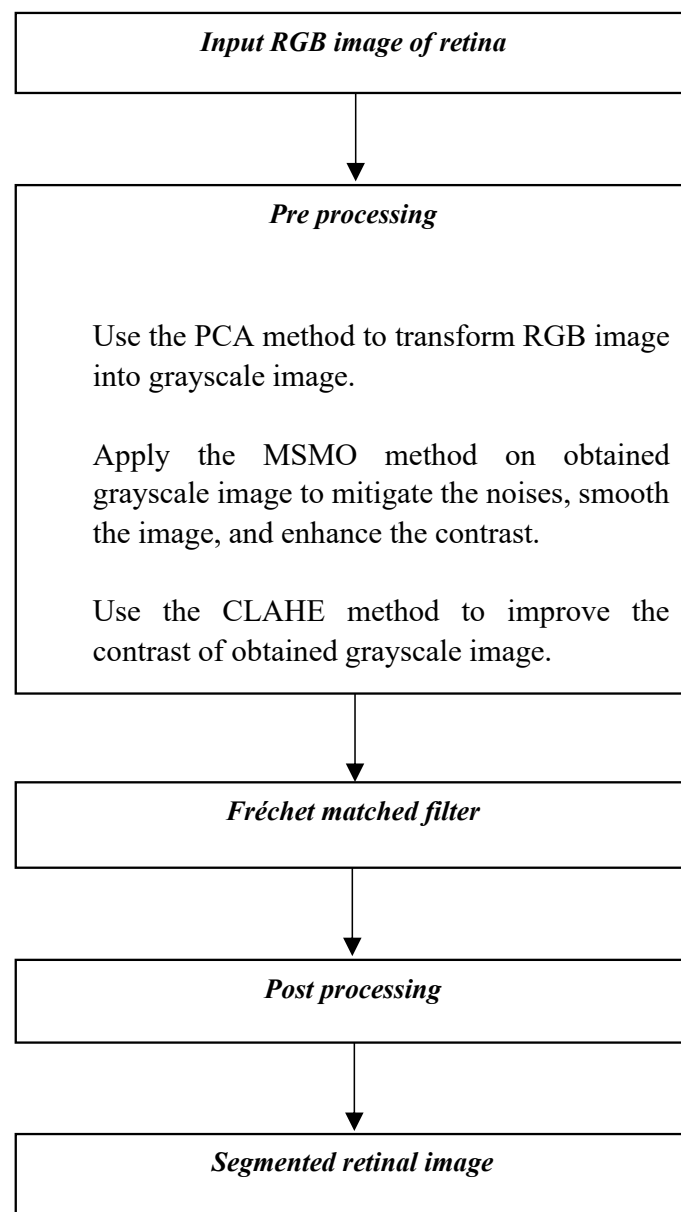 Input RGB image of retina
Pre processing
Use the PCA method to transform RGB image
into grayscale image.
Apply the MSMO method on obtained
grayscale image to mitigate the noises, smooth
the image, and enhance the contrast.
Use the CLAHE method to improve the
contrast of obtained grayscale image.
Fréchet matched filter
Post processing
Segmented retinal image